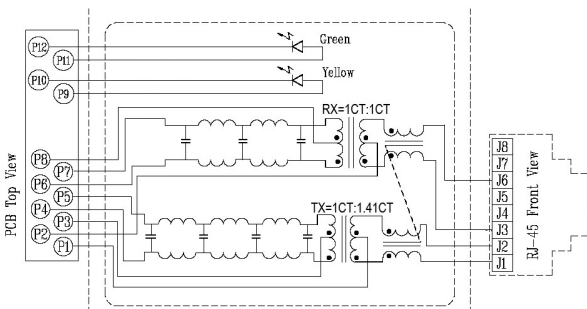 P12
Green
P11
P10
Yellow
P9
RX=1CT:1CT
P8
P7
P6
P5
P4
P3
P2
P1
TX=1CT:1.41CT
PCB Top View
J8
J7
J6
J5
J4
J3
J2
J1
RJ-45 Front View